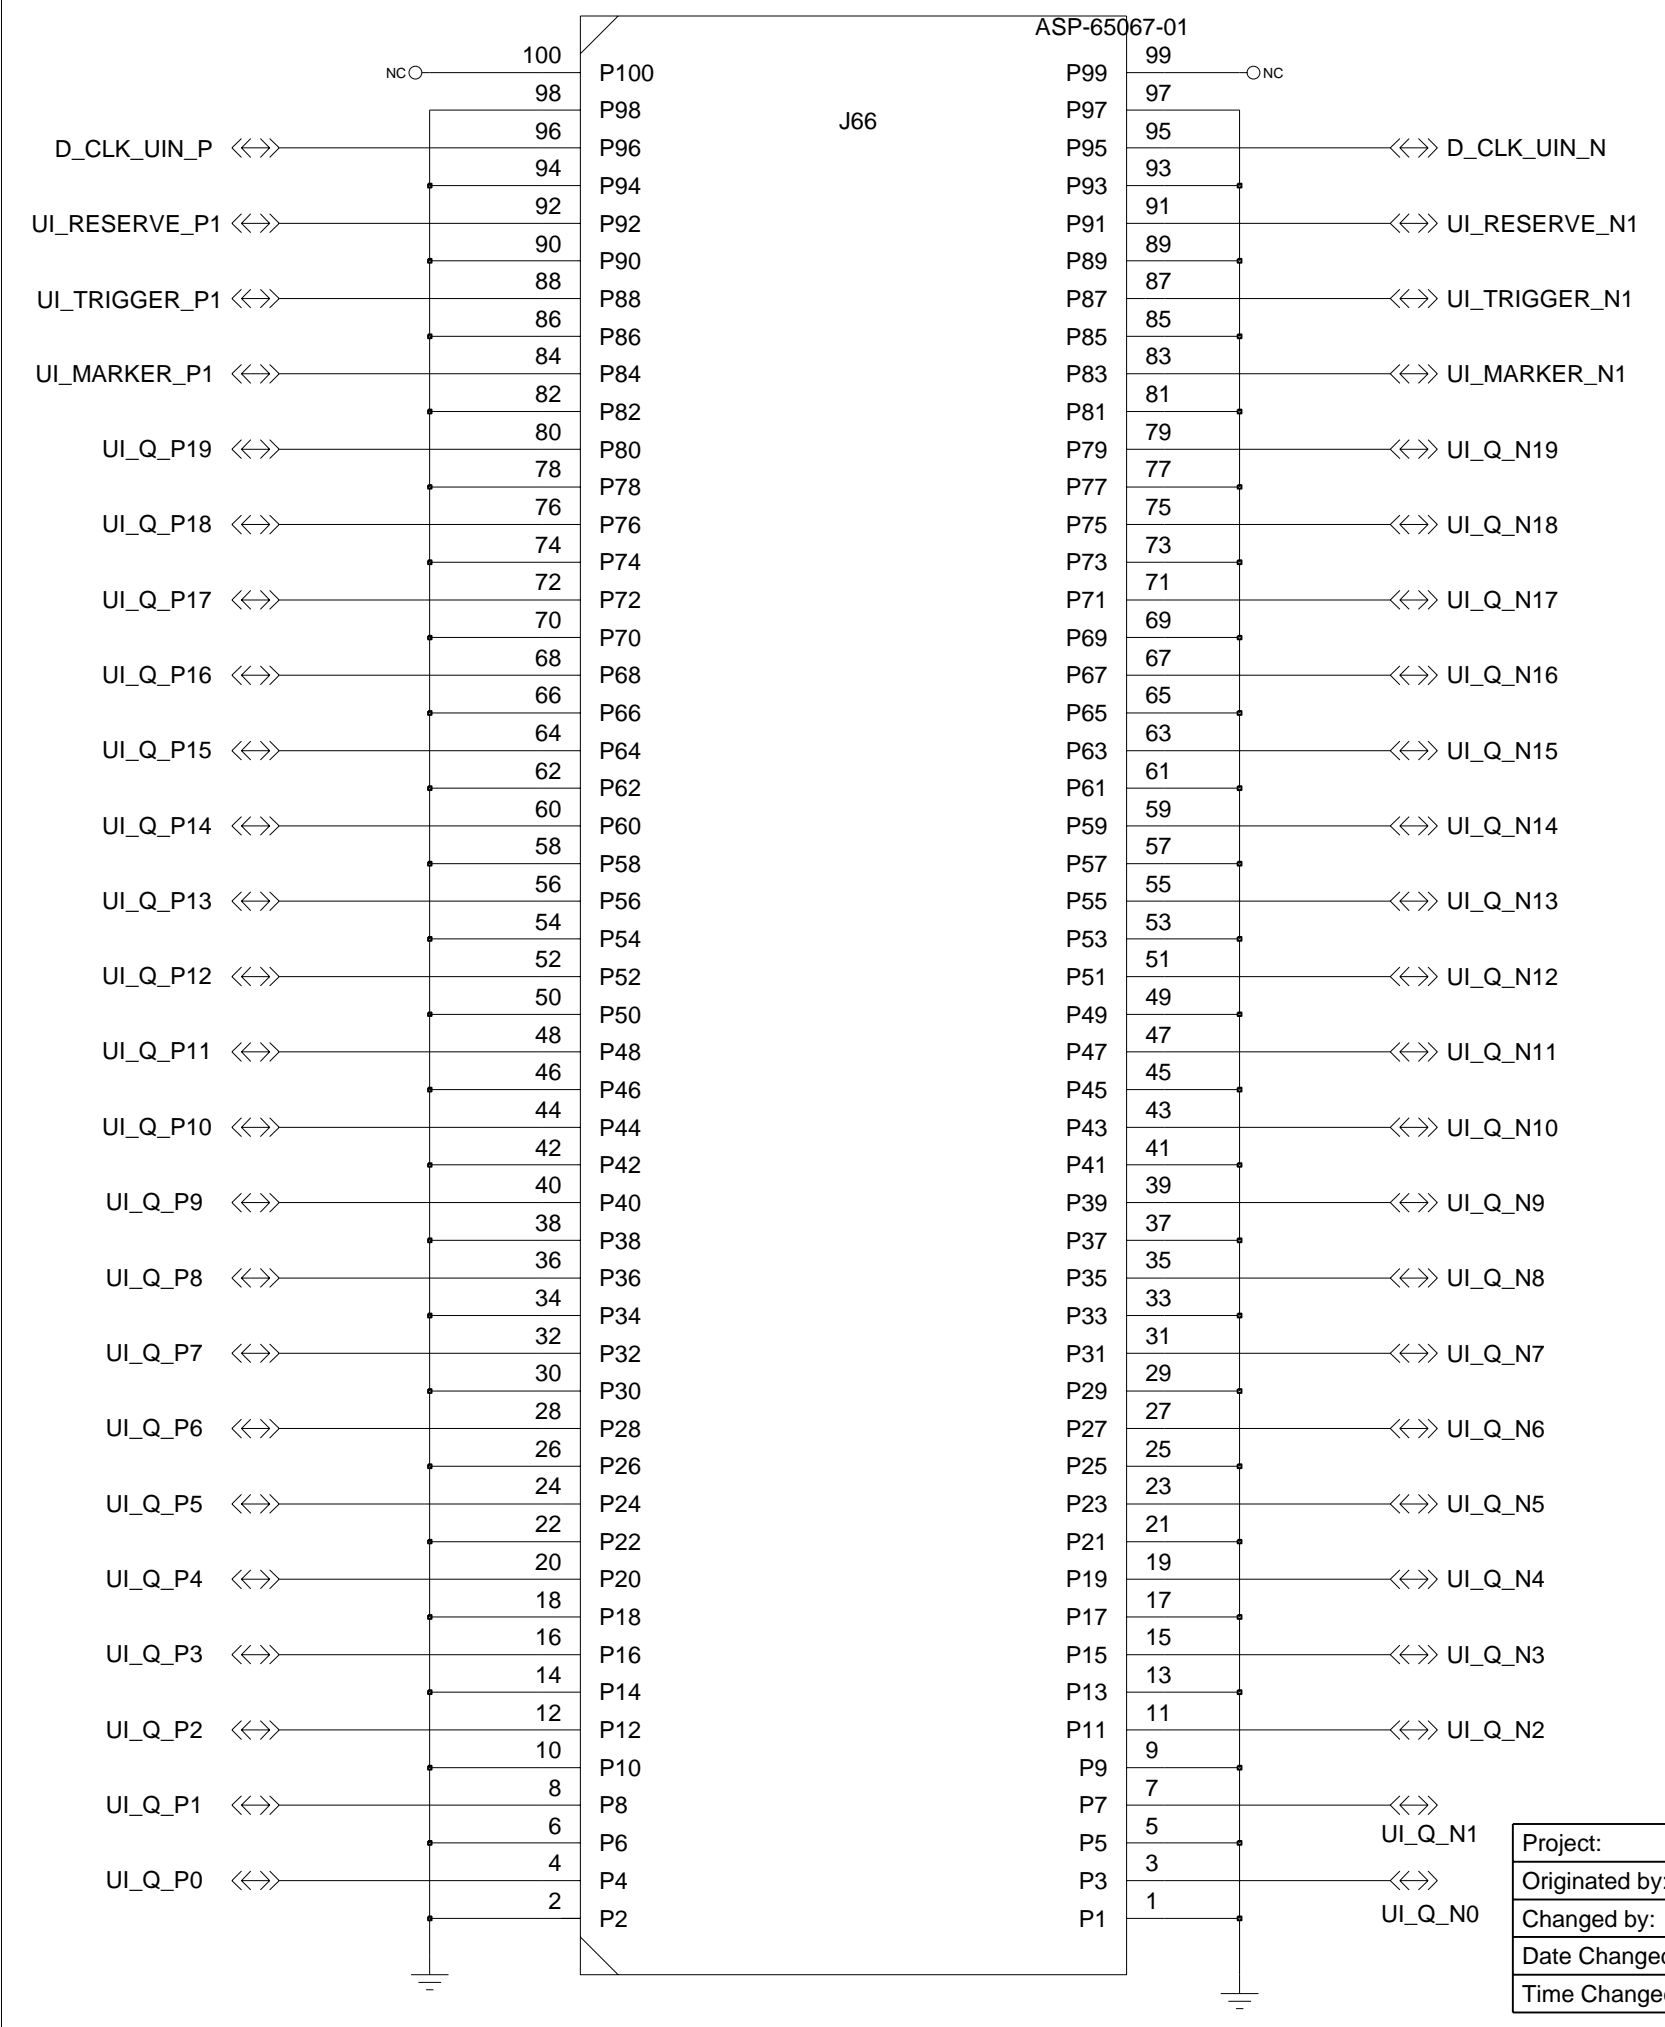 ASP-65067-01
J66
100 99
NC P100 P99 NC
98 97
P98 P97
96 95
D_CLK_UIN_P P96 P95 D_CLK_UIN_N
94 93
P94 P93
92 91
UI_RESERVE_P1 P92 P91 UI_RESERVE_N1
90 89
P90 P89
88 87
UI_TRIGGER_P1 P88 P87 UI_TRIGGER_N1
86 85
P86 P85
84 83
UI_MARKER_P1 P84 P83 UI_MARKER_N1
82 81
P82 P81
80 79
UI_Q_P19 P80 P79 UI_Q_N19
78 77
P78 P77
76 75
UI_Q_P18 P76 P75 UI_Q_N18
74 73
P74 P73
72 71
UI_Q_P17 P72 P71 UI_Q_N17
70 69
P70 P69
68 67
UI_Q_P16 P68 P67 UI_Q_N16
66 65
P66 P65
64 63
UI_Q_P15 P64 P63 UI_Q_N15
62 61
P62 P61
60 59
UI_Q_P14 P60 P59 UI_Q_N14
58 57
P58 P57
56 55
UI_Q_P13 P56 P55 UI_Q_N13
54 53
P54 P53
52 51
UI_Q_P12 P52 P51 UI_Q_N12
50 49
P50 P49
48 47
UI_Q_P11 P48 P47 UI_Q_N11
46 45
P46 P45
44 43
UI_Q_P10 P44 P43 UI_Q_N10
42 41
P42 P41
40 39
UI_Q_P9 P40 P39 UI_Q_N9
38 37
P38 P37
36 35
UI_Q_P8 P36 P35 UI_Q_N8
34 33
P34 P33
32 31
UI_Q_P7 P32 P31 UI_Q_N7
30 29
P30 P29
28 27
UI_Q_P6 P28 P27 UI_Q_N6
26 25
P26 P25
24 23
UI_Q_P5 P24 P23 UI_Q_N5
22 21
P22 P21
20 19
UI_Q_P4 P20 P19 UI_Q_N4
18 17
P18 P17
16 15
UI_Q_P3 P16 P15 UI_Q_N3
14 13
P14 P13
12 11
UI_Q_P2 P12 P11 UI_Q_N2
10 9
P10 P9
8 7
UI_Q_P1 P8 P7
6 5 UI_Q_N1
P6 P5
4 3
UI_Q_P0 P4 P3
2 1 UI_Q_N0
P2 P1
Project:
Originated by:
Changed by:
Date Changed
Time Changed